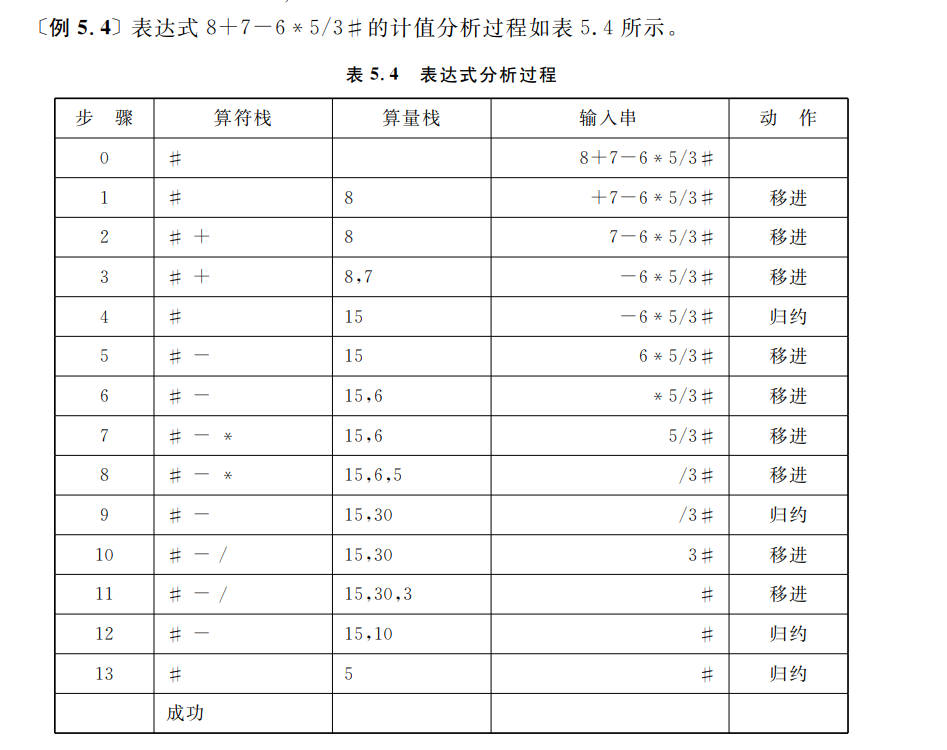 〔例 5.4〕表达式 8+7-6*5/3#的计值分析过程如表 5.4 所示。
表 5.4 表达式分析过程
步 骤 算符栈 算量栈 输入串 动 作
0 # 8+7-6*5/3#
1 # 8 +7-6*5/3# 移进
2 # + 8 7-6*5/3# 移进
3 # + 8,7 -6*5/3# 移进
4 # 15 -6*5/3# 归约
5 # - 15 6*5/3# 移进
6 # - 15,6 *5/3# 移进
7 # - * 15,6 5/3# 移进
8 # - * 15,6,5 /3# 移进
9 # - 15,30 /3# 归约
10 # - / 15,30 3# 移进
11 # - / 15,30,3 # 移进
12 # - 15,10 # 归约
13 # 5 # 归约
成功